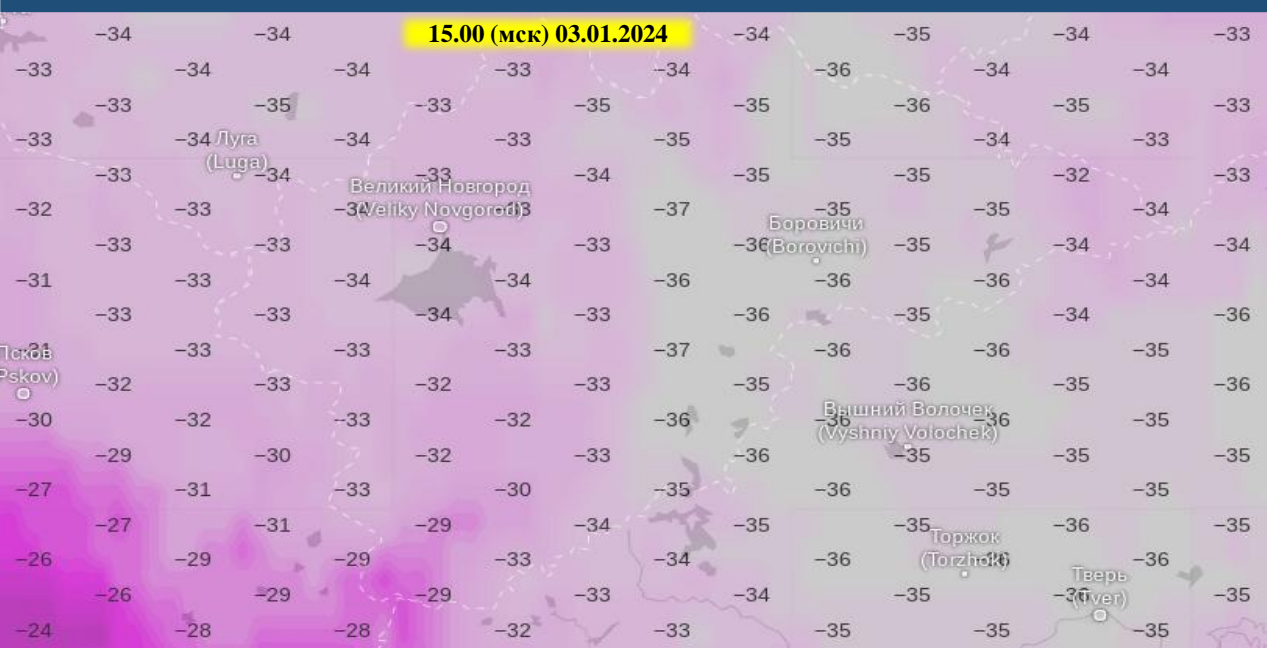 15.00 (мск) 03.01.2024
−34 −34 −34 −35 −34 −33
−33 −34 −34 −33 −34 −36 −34 −34
−33 −35 −33 −35 −35 −36 −35 −33
−33 −34 Луга −34 −33 −35 −35 −34 −33
(Luga)
−33 −34 −33 −34 −35 −35 −32 −33
Великий Новгород
−32 −33 (Veliky Novgorod) −37 −35 −35 −34
Боровичи
−33 −33 −34 −33 −36 (Borovichi) −35 −34 −34
−31 −33 −34 −34 −36 −36 −36 −34
−33 −33 −34 −33 −36 −35 −34 −36
Псков −33 −33 −33 −37 −36 −36 −35
Pskov)
−32 −33 −32 −33 −35 −36 −35 −36
Вышний Волочек
−30 −32 −33 −32 −36 −36 −36 −35
(Vyshniy Volochek)
−29 −30 −32 −33 −36 −35 −35 −35
−27 −31 −33 −30 −35 −36 −35 −35
−27 −31 −29 −34 −35 −35 −36 −35
Торжок
−26 −29 −29 −33 −34 −36 (Torzhok) −36
Тверь
−26 −29 −29 −33 −34 −35 −35
(Tver)
−24 −28 −28 −32 −33 −35 −35 −35